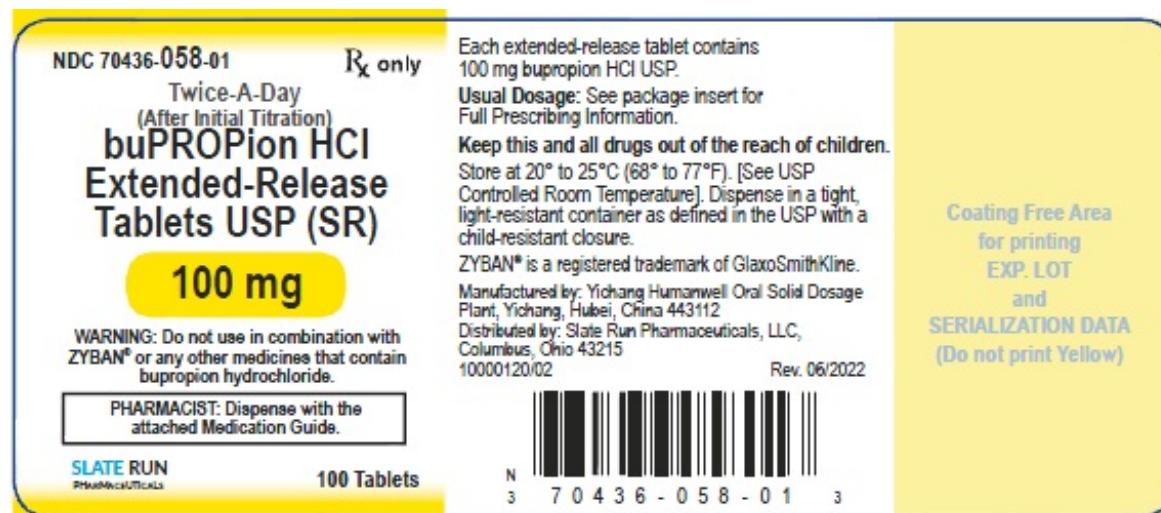 NDC 70436-058-01
Rx only
Twice-A-Day
(After Initial Titration)
buPROPion HCl
Extended-Release
Tablets USP (SR)
100 mg
WARNING: Do not use in combination with
ZYBAN® or any other medicines that contain
bupropion hydrochloride.
PHARMACIST: Dispense with the
attached Medication Guide.
SLATE RUN
PHARMACEUTICALS
100 Tablets
Each extended-release tablet contains
100 mg bupropion HCl USP.
Usual Dosage: See package insert for
Full Prescribing Information.
Keep this and all drugs out of the reach of children.
Store at 20° to 25°C (68° to 77°F). [See USP
Controlled Room Temperature]. Dispense in a tight,
light-resistant container as defined in the USP with a
child-resistant closure.
ZYBAN® is a registered trademark of GlaxoSmithKline.
Manufactured by: Yichang Humanwell Oral Solid Dosage
Plant, Yichang, Hubei, China 443112
Distributed by: Slate Run Pharmaceuticals, LLC,
Columbus, Ohio 43215
10000120/02 Rev. 06/2022
N
3 70436-058-01 3
Coating Free Area
for printing
EXP. LOT
and
SERIALIZATION DATA
(Do not print Yellow)